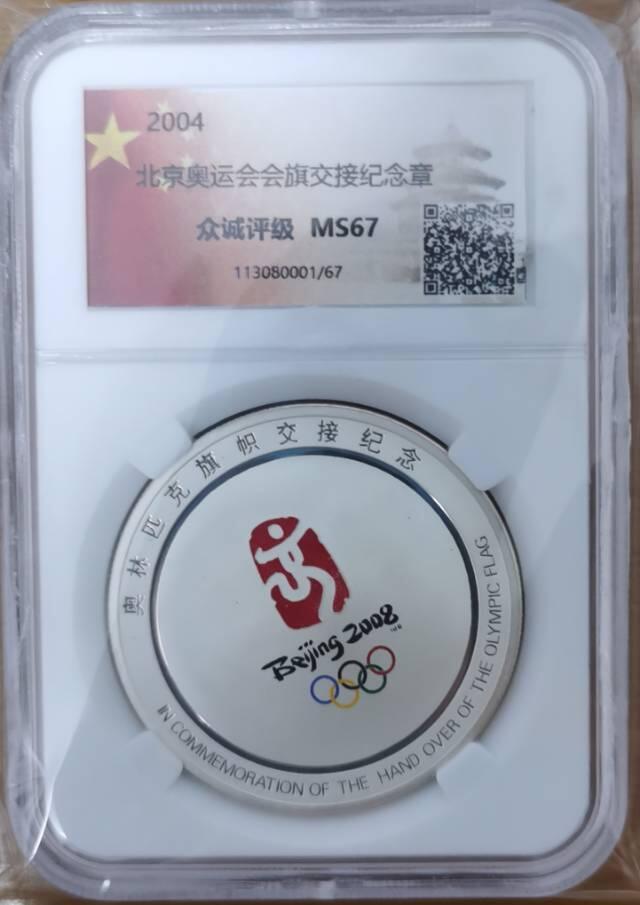 2004
北京奥运会会旗交接纪念章
众诚评级 MS67
113080001/67
奥林匹克旗帜交接纪念
Beijing 2008
IN COMMEMORATION OF THE HAND OVER OF THE OLYMPIC FLAG